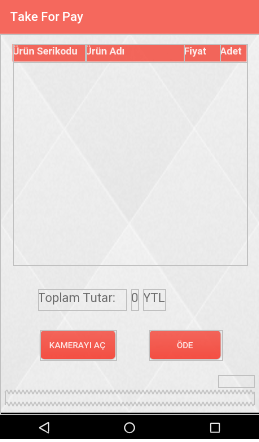 Take For Pay
Ürün Serikodu Ürün Adı Fiyat Adet
Toplam Tutar: 0 YTL
KAMERAYI AÇ ÖDE